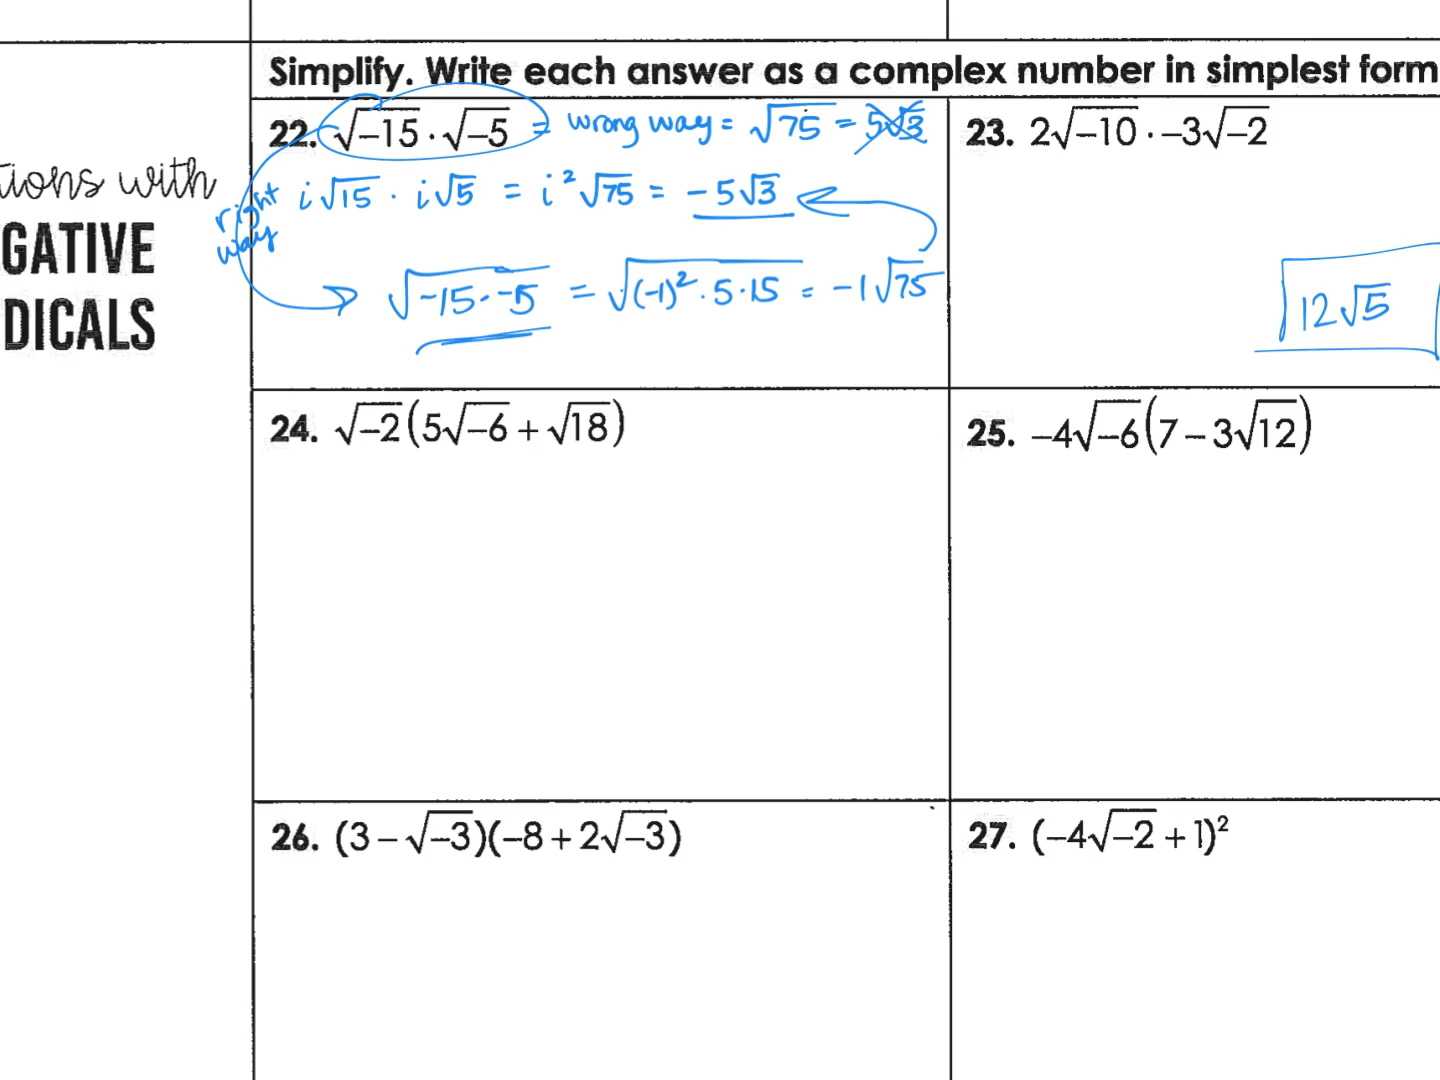 Simplify. Write each answer as a complex number in simplest form
22. √-15 · √-5 = wrong way = √75 = 5√3
23. 2√-10 · -3√-2
tions with
GATIVE
DICALS
right way
i√15 · i√5 = i²√75 = -5√3
√-15·-5 = √(-1)²·5·15 = -1√75
12√5
24. √-2(5√-6 + √18)
25. -4√-6(7 - 3√12)
26. (3 - √-3)(-8 + 2√-3)
27. (-4√-2 + 1)²